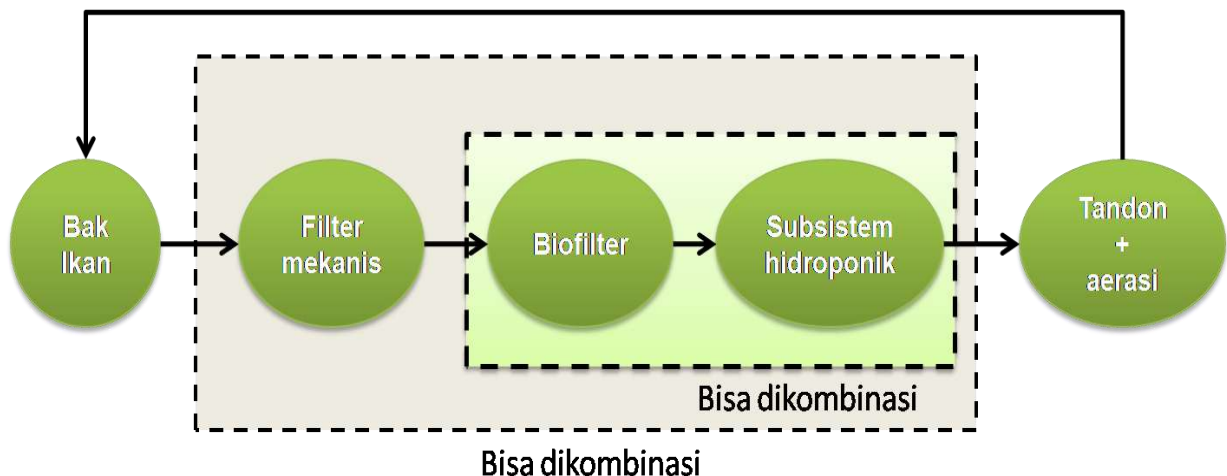 Bak
Ikan
Filter
mekanis
Biofilter
Subsistem
hidroponik
Tandon
+
aerasi
Bisa dikombinasi
Bisa dikombinasi